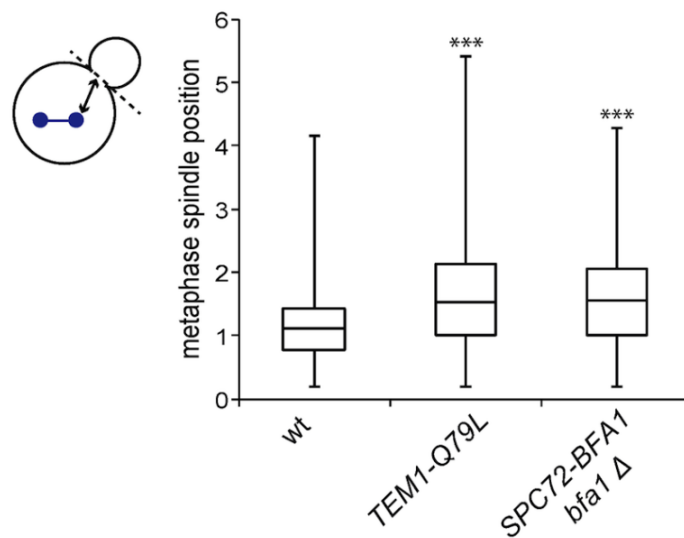 metaphase spindle position
6
5
4
3
2
1
0
***
***
wt
TEM1-Q79L
SPC72-BFA1
bfa1 Δ